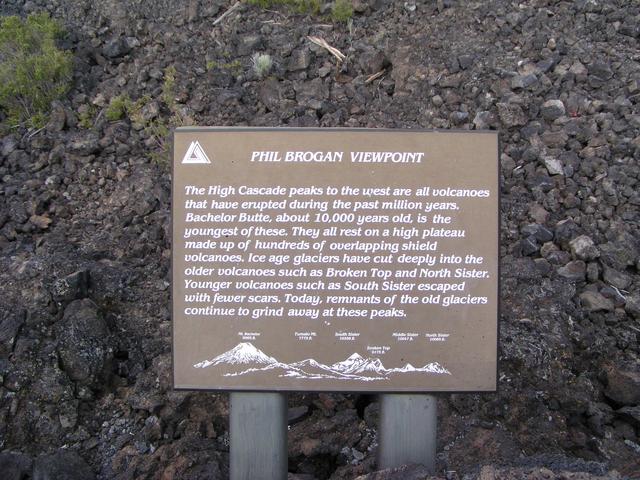 PHIL BROGAN VIEWPOINT
The High Cascade peaks to the west are all volcanoes
that have erupted during the past million years.
Bachelor Butte, about 10,000 years old, is the
youngest of these. They all rest on a high plateau
made up of hundreds of overlapping shield
volcanoes. Ice age glaciers have cut deeply into the
older volcanoes such as Broken Top and North Sister.
Younger volcanoes such as South Sister escaped
with fewer scars. Today, remnants of the old glaciers
continue to grind away at these peaks.
Mt. Bachelor Tumalo Mt. South Sister Middle Sister North Sister
Broken Top